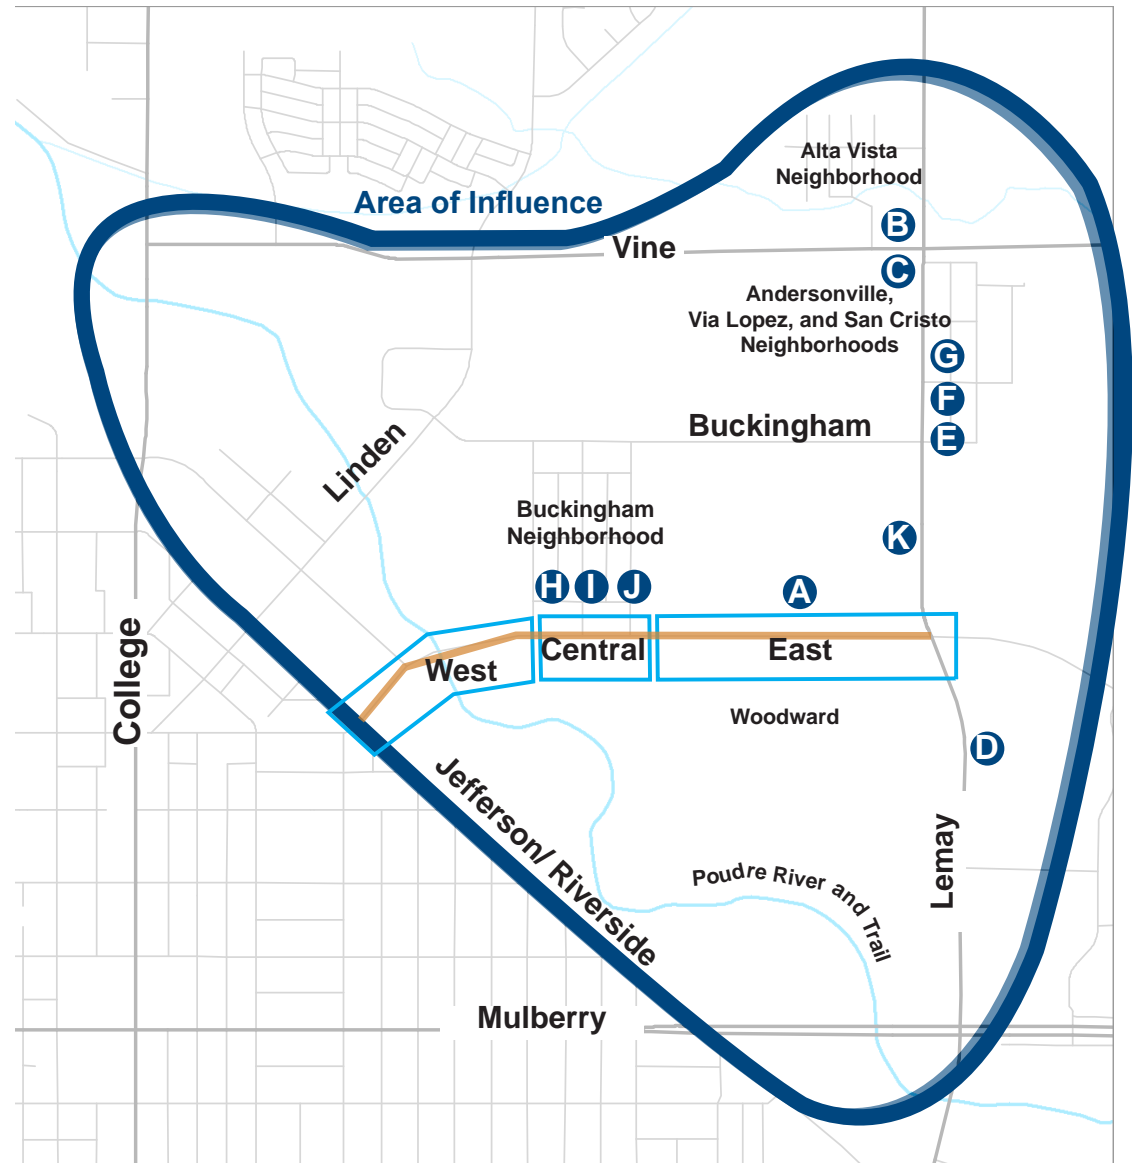 Alta Vista
Neighborhood
Area of Influence
B
Vine
C
Andersonville,
Via Lopez, and San Cristo
Neighborhoods
G
F
Buckingham
E
Linden
Buckingham
Neighborhood
K
H I J
A
Central
East
West
College
Woodward
D
Jefferson/ Riverside
Lemay
Poudre River and Trail
Mulberry